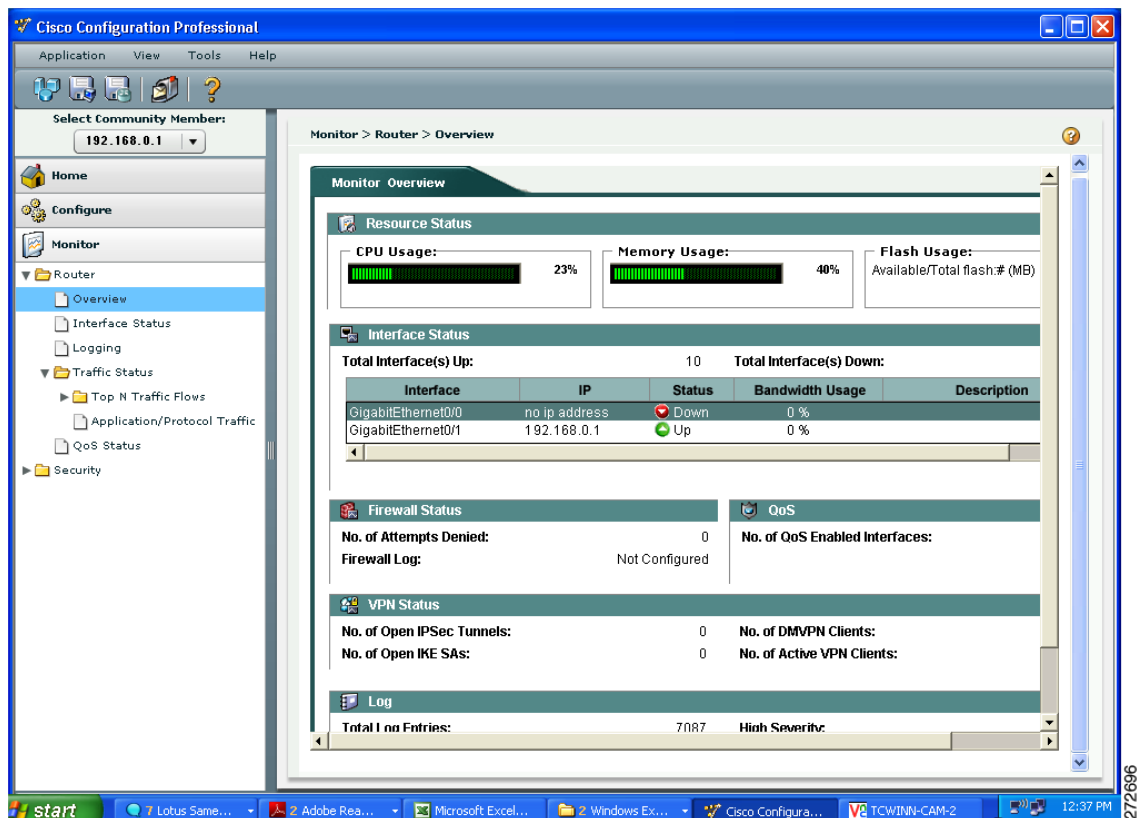 Cisco Configuration Professional
Application View Tools Help
Select Community Member:
192.168.0.1
Home
Configure
Monitor
Router
Overview
Interface Status
Logging
Traffic Status
Top N Traffic Flows
Application/Protocol Traffic
QoS Status
Security
Monitor > Router > Overview
Monitor Overview
Resource Status
CPU Usage:
23%
Memory Usage:
40%
Flash Usage:
Available/Total flash:# (MB)
Interface Status
Total Interface(s) Up: 10 Total Interface(s) Down:
Interface IP Status Bandwidth Usage Description
GigabitEthernet0/0 no ip address Down 0 %
GigabitEthernet0/1 192.168.0.1 Up 0 %
Firewall Status
No. of Attempts Denied: 0
Firewall Log: Not Configured
QoS
No. of QoS Enabled Interfaces:
VPN Status
No. of Open IPSec Tunnels: 0 No. of DMVPN Clients:
No. of Open IKE SAs: 0 No. of Active VPN Clients:
Log
Total Log Entries: 7087 High Severity:
start 7 Lotus Same... 2 Adobe Rea... Microsoft Excel... 2 Windows Ex... Cisco Configura... TCWINN-CAM-2 12:37 PM
272696